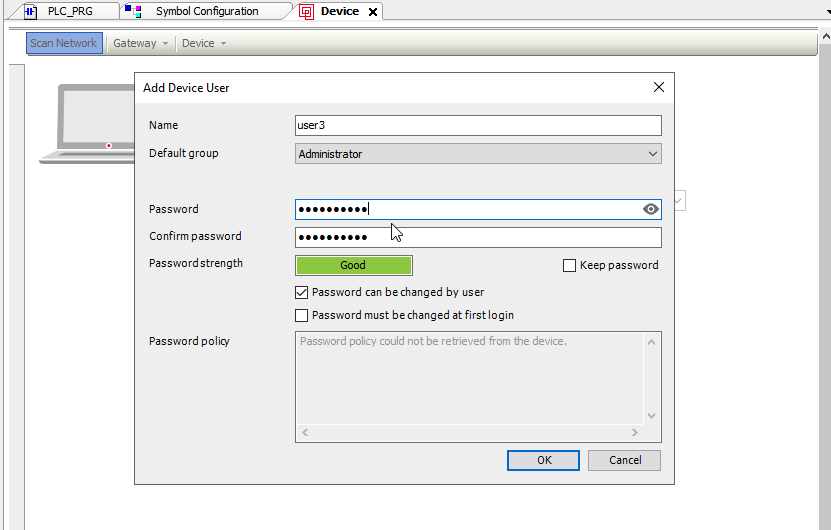 PLC_PRG
Symbol Configuration
Device
Scan Network
Gateway
Device
Add Device User
Name
user3
Default group
Administrator
Password
●●●●●●●●●●
Confirm password
●●●●●●●●●●
Password strength
Good
Keep password
Password can be changed by user
Password must be changed at first login
Password policy
Password policy could not be retrieved from the device.
OK
Cancel